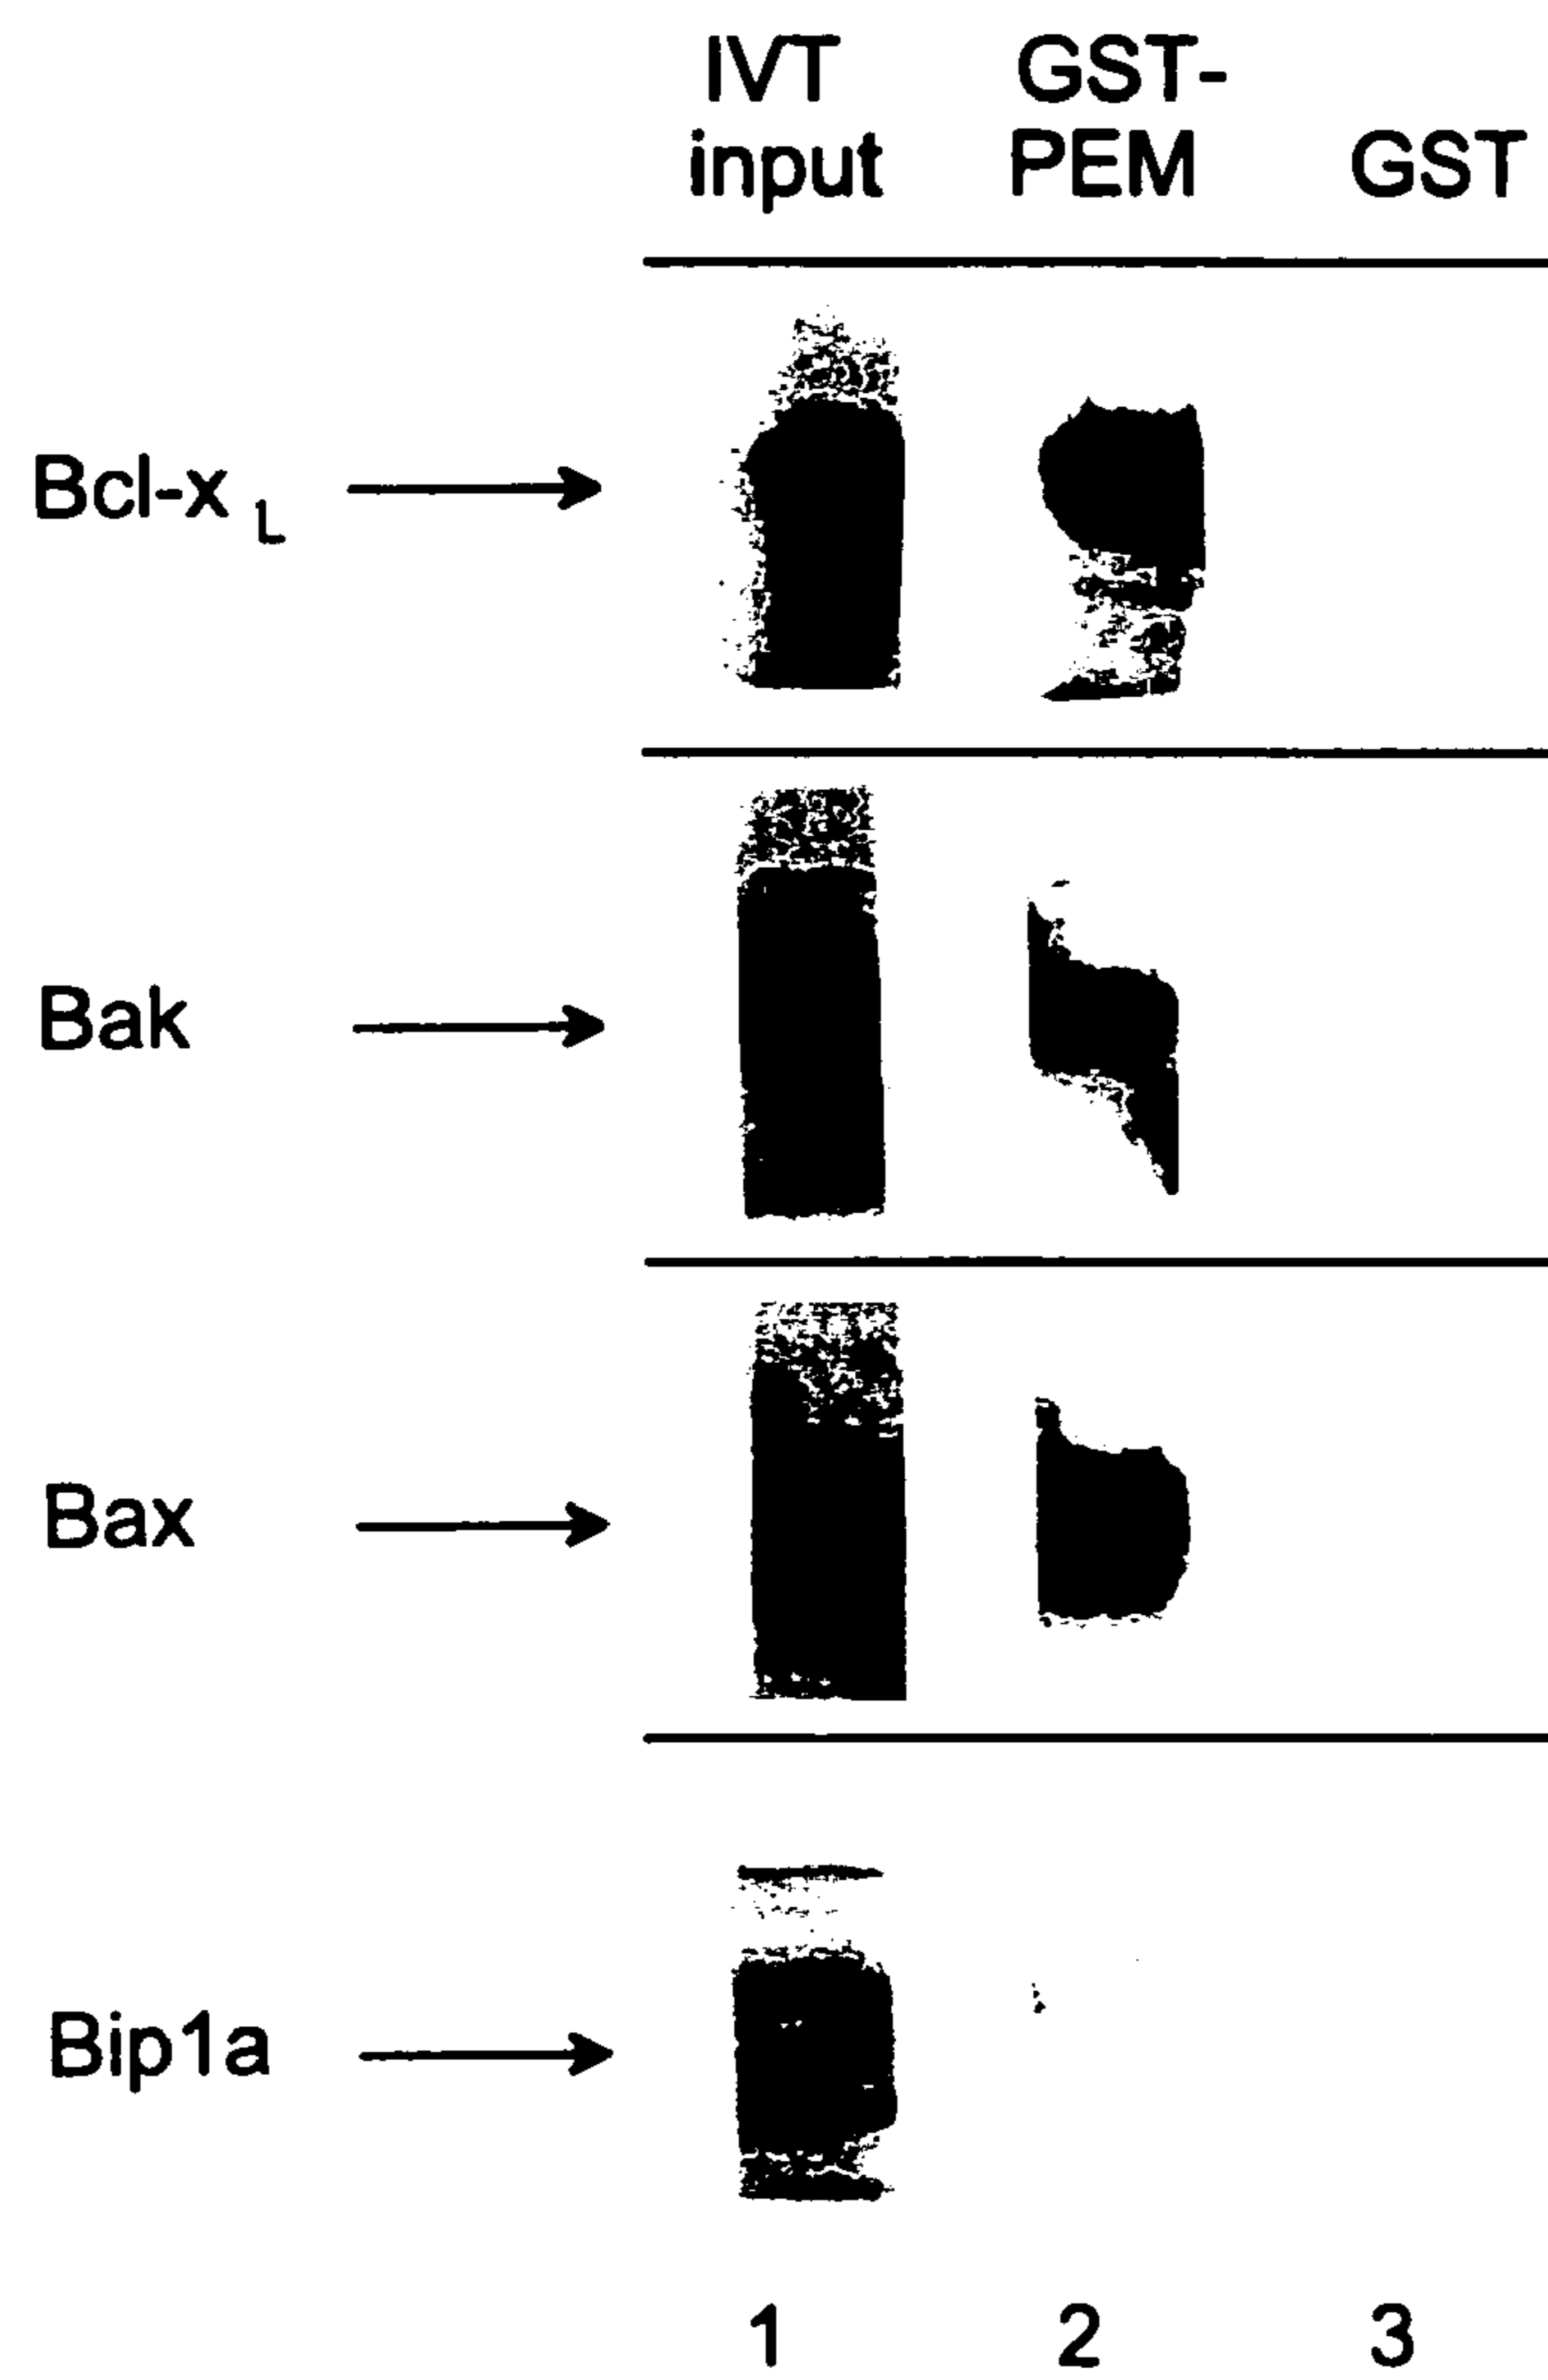 IVT GST-
input PEM GST
Bcl-x L
Bak
Bax
Bip1a
1 2 3